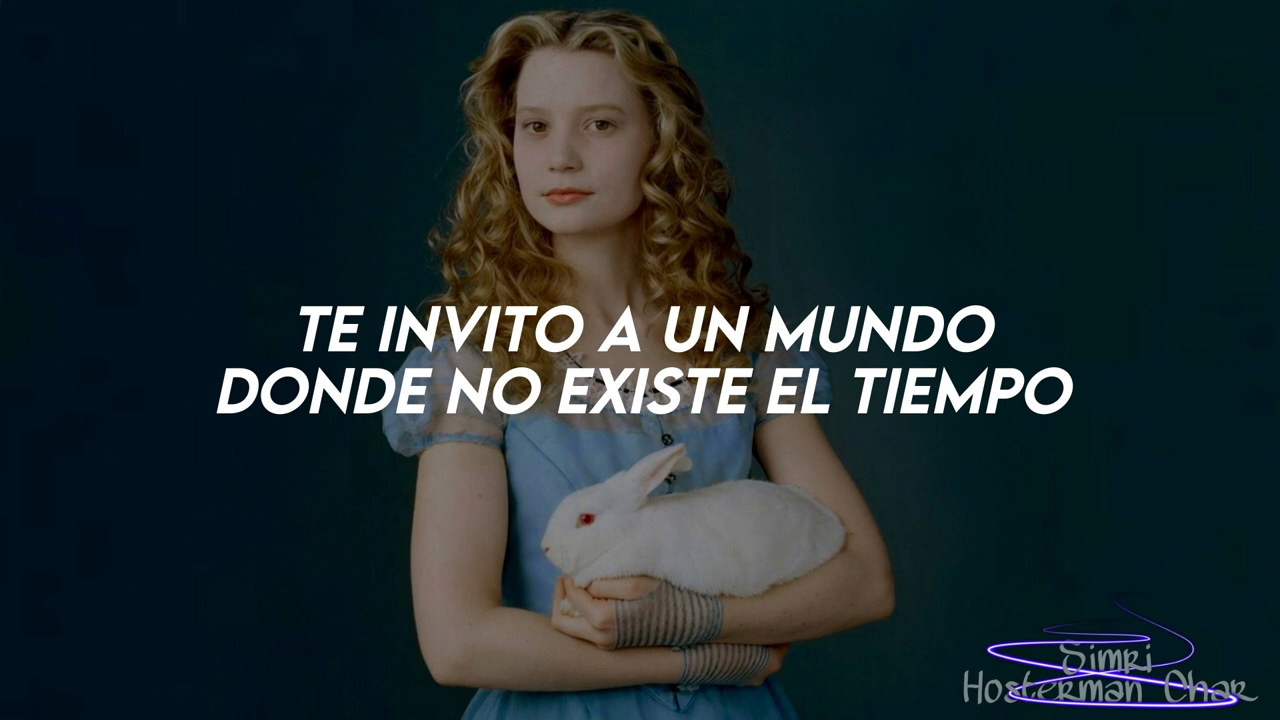 TE INVITO A UN MUNDO
DONDE NO EXISTE EL TIEMPO
Simri
Hosterman Char